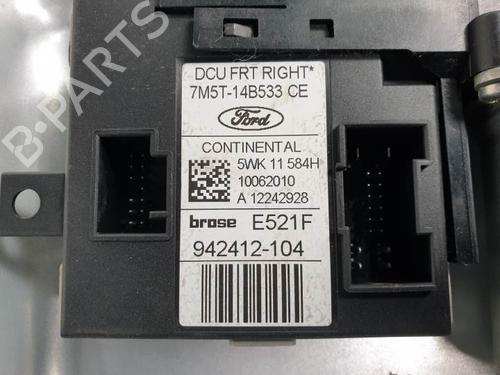 DCU FRT RIGHT*
7M5T-14B533 CE
Ford
CONTINENTAL
5WK 11 584H
10062010
A 12242928
brose E521F
942412-104
B-PARTS